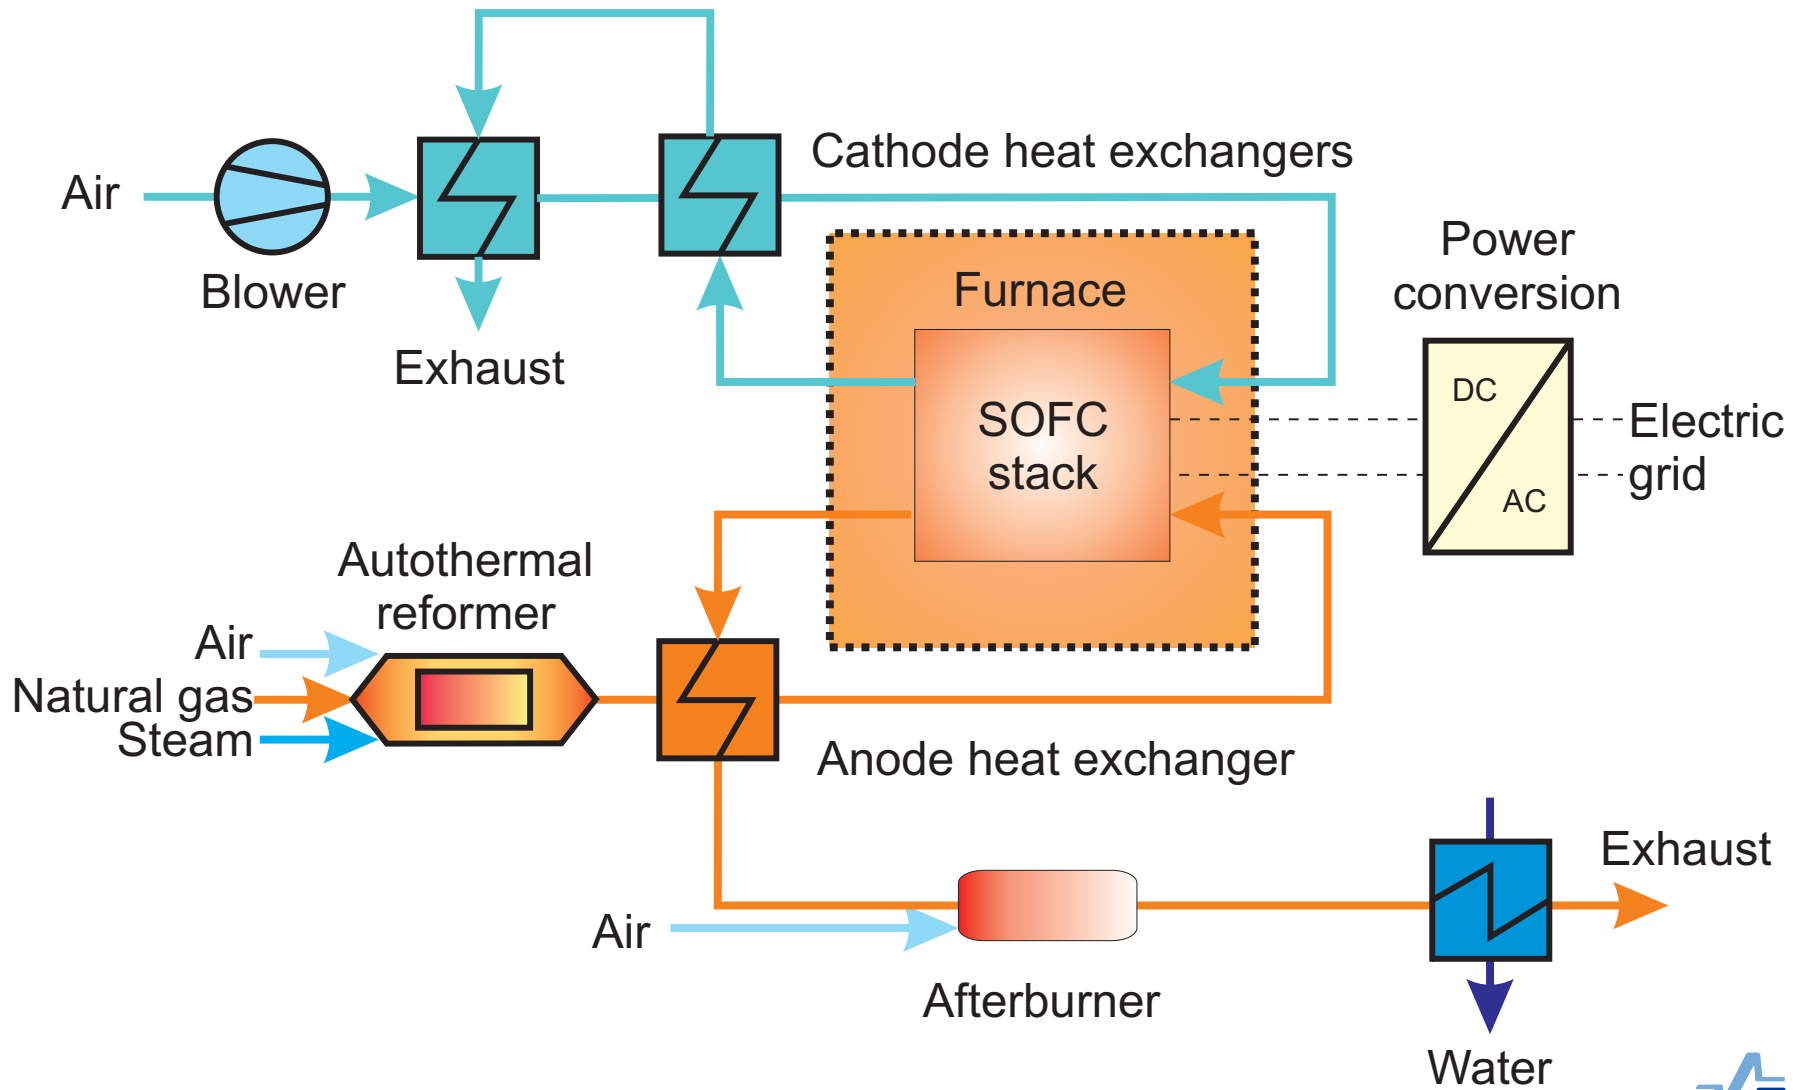 Cathode heat exchangers
Air
Blower
Exhaust
Furnace
Power
conversion
SOFC
stack
DC
AC
Electric
grid
Autothermal
reformer
Air
Natural gas
Steam
Anode heat exchanger
Air
Afterburner
Exhaust
Water